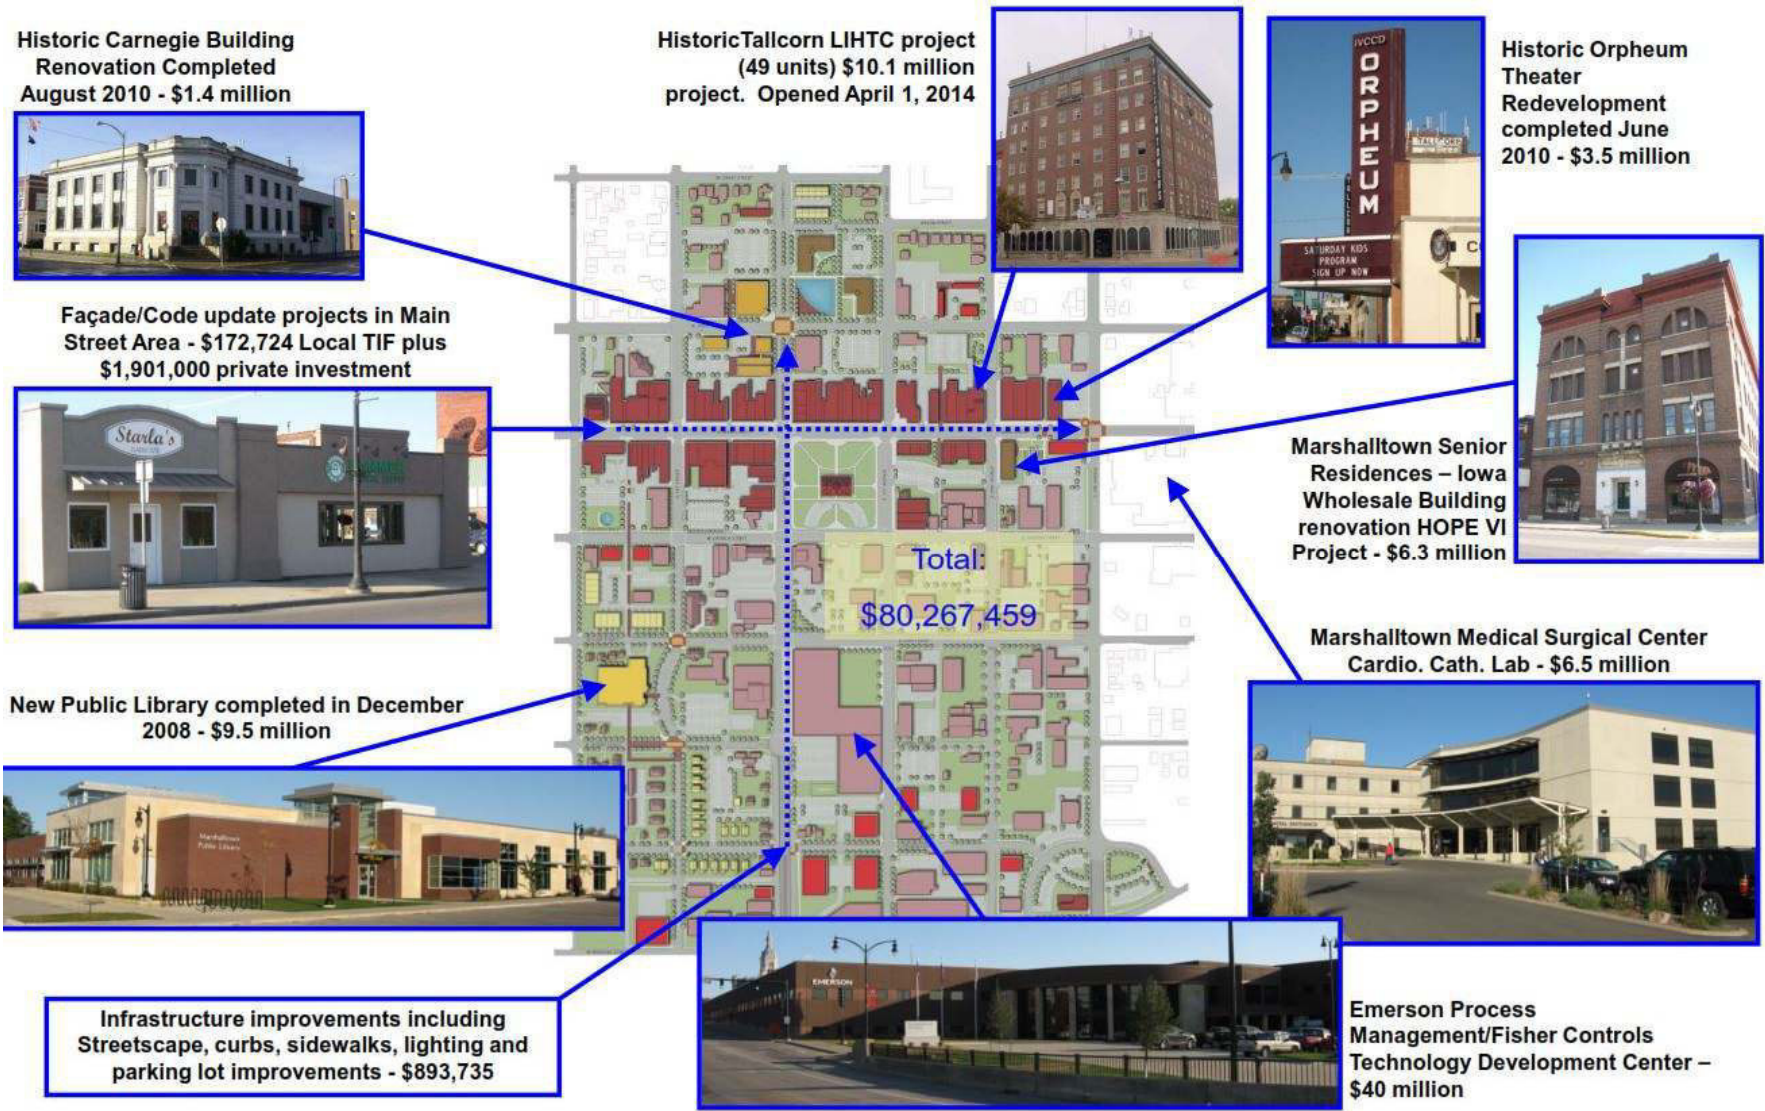 Historic Carnegie Building
Renovation Completed
August 2010 - $1.4 million
HistoricTallcorn LIHTC project
(49 units) $10.1 million
project. Opened April 1, 2014
IVCCD
ORPHEUM
TALLCORN
SATURDAY KIDS
PROGRAM
SIGN UP NOW
Historic Orpheum
Theater
Redevelopment
completed June
2010 - $3.5 million
Façade/Code update projects in Main
Street Area - $172,724 Local TIF plus
$1,901,000 private investment
Starla's
Marshalltown Senior
Residences – Iowa
Wholesale Building
renovation HOPE VI
Project - $6.3 million
Total:
$80,267,459
Marshalltown Medical Surgical Center
Cardio. Cath. Lab - $6.5 million
New Public Library completed in December
2008 - $9.5 million
Marshalltown
Public Library
Infrastructure improvements including
Streetscape, curbs, sidewalks, lighting and
parking lot improvements - $893,735
EMERSON
Emerson Process
Management/Fisher Controls
Technology Development Center –
$40 million